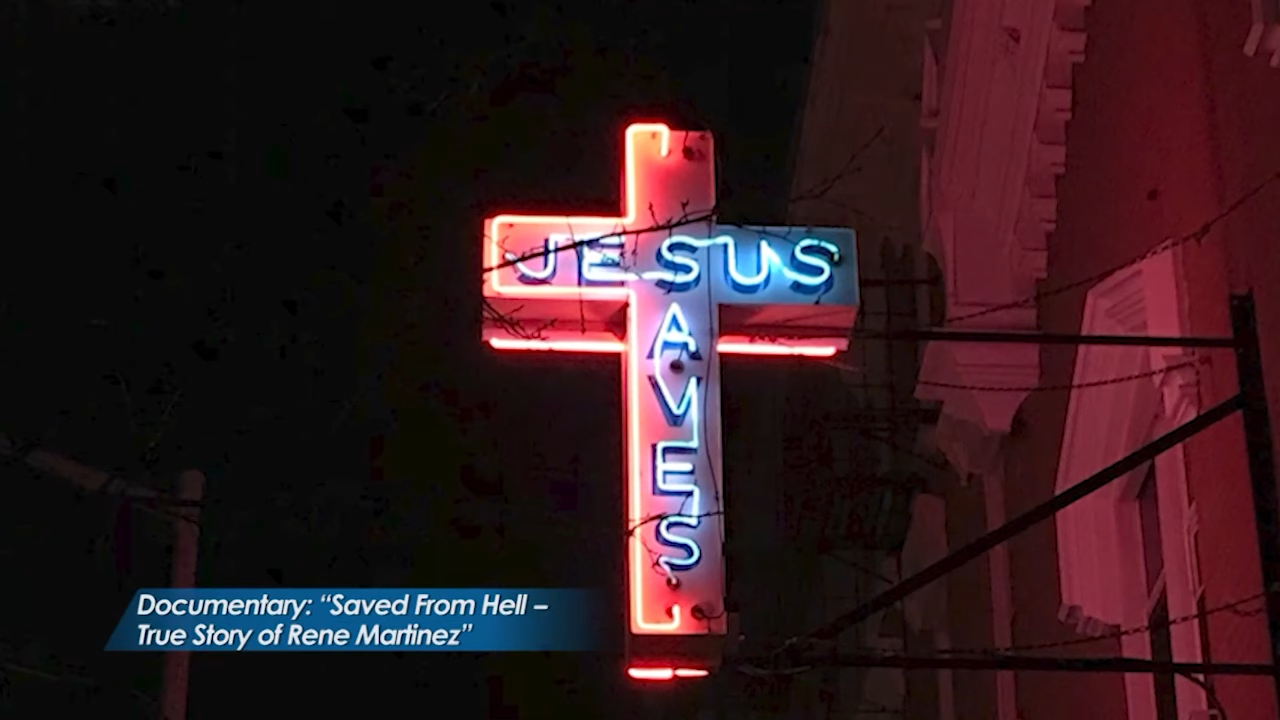 JESUS
SAVES
Documentary: “Saved From Hell –
True Story of Rene Martinez”